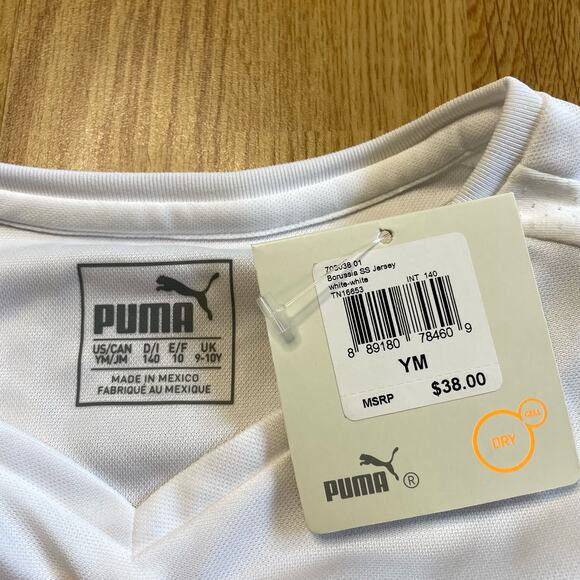 PUMA
US/CAN D/I E/F UK
YM/JM 140 10 9-10Y
MADE IN MEXICO
FABRIQUÉ AU MEXIQUE
Borussia SS Jersey
white-white INT 140
TN16653
8 89180 78460 9
YM
MSRP $38.00
DRY CELL
PUMA®